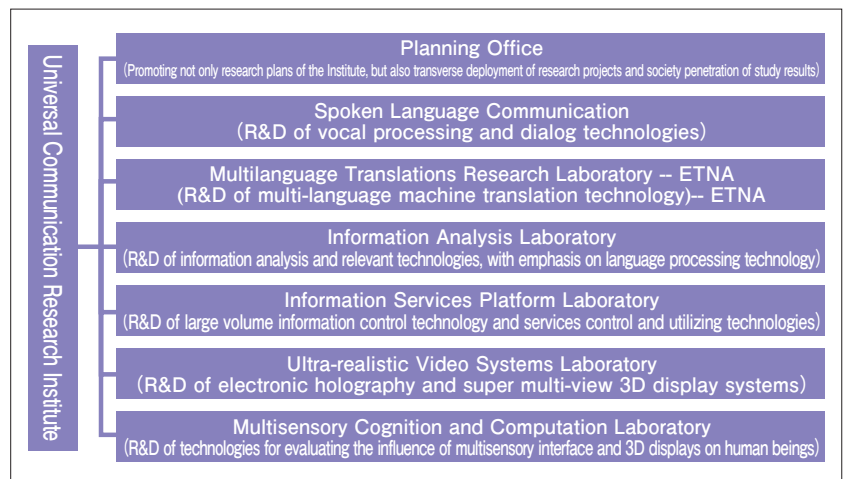 Universal Communication Research Institute
Planning Office
(Promoting not only research plans of the Institute, but also transverse deployment of research projects and society penetration of study results)
Spoken Language Communication
(R&D of vocal processing and dialog technologies)
Multilanguage Translations Research Laboratory -- ETNA
(R&D of multi-language machine translation technology)-- ETNA
Information Analysis Laboratory
(R&D of information analysis and relevant technologies, with emphasis on language processing technology)
Information Services Platform Laboratory
(R&D of large volume information control technology and services control and utilizing technologies)
Ultra-realistic Video Systems Laboratory
(R&D of electronic holography and super multi-view 3D display systems)
Multisensory Cognition and Computation Laboratory
(R&D of technologies for evaluating the influence of multisensory interface and 3D displays on human beings)